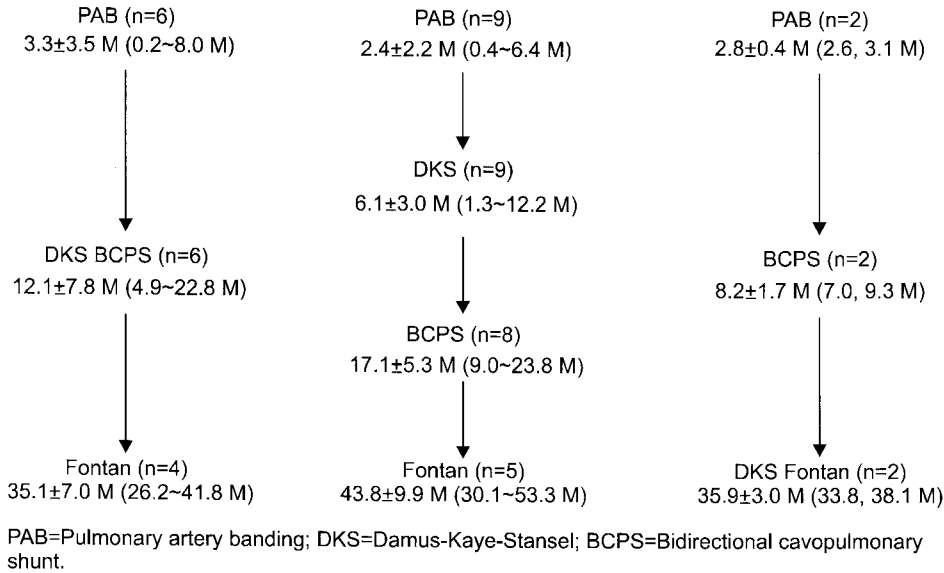 PAB (n=6)
3.3±3.5 M (0.2~8.0 M)
DKS BCPS (n=6)
12.1±7.8 M (4.9~22.8 M)
Fontan (n=4)
35.1±7.0 M (26.2~41.8 M)
PAB (n=9)
2.4±2.2 M (0.4~6.4 M)
DKS (n=9)
6.1±3.0 M (1.3~12.2 M)
BCPS (n=8)
17.1±5.3 M (9.0~23.8 M)
Fontan (n=5)
43.8±9.9 M (30.1~53.3 M)
PAB (n=2)
2.8±0.4 M (2.6, 3.1 M)
BCPS (n=2)
8.2±1.7 M (7.0, 9.3 M)
DKS Fontan (n=2)
35.9±3.0 M (33.8, 38.1 M)
PAB=Pulmonary artery banding; DKS=Damus-Kaye-Stansel; BCPS=Bidirectional cavopulmonary
shunt.